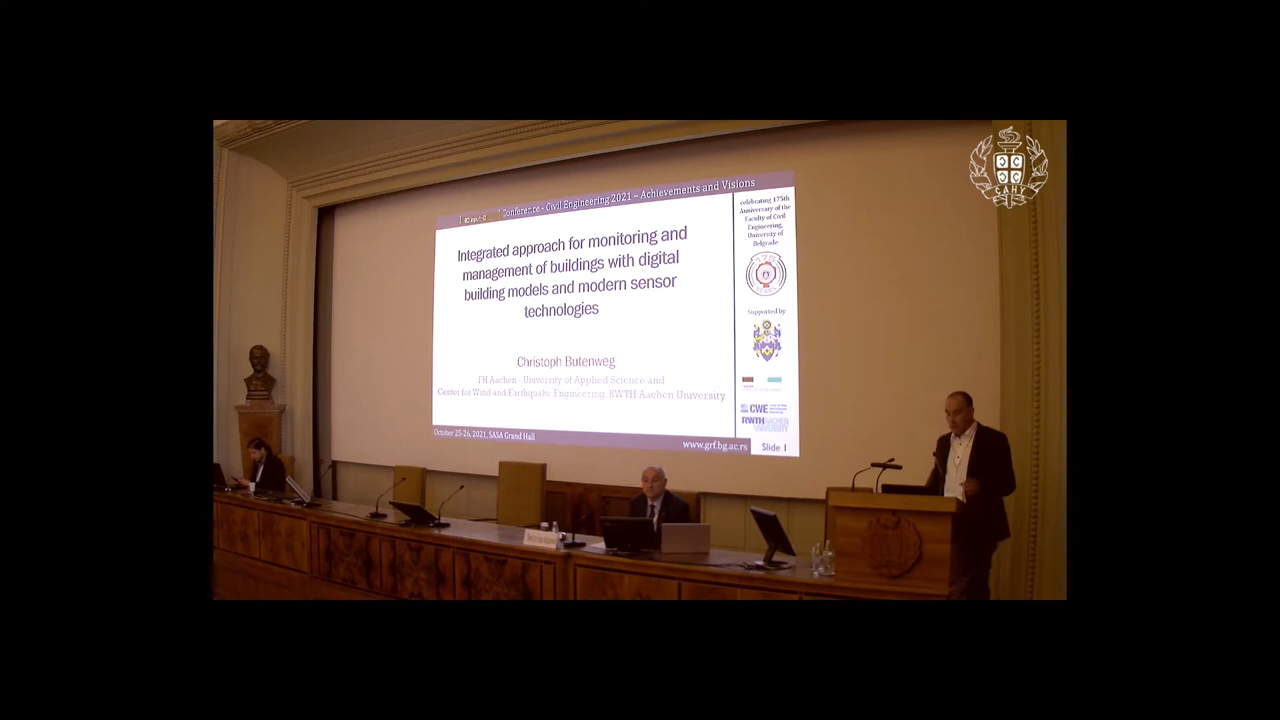 Conference - Civil Engineering 2021 – Achievements and Visions
Integrated approach for monitoring and
management of buildings with digital
building models and modern sensor
technologies
Christoph Butenweg
FH Aachen - University of Applied Science and
Center for Wind and Earthquake Engineering, RWTH Aachen University
October 25-26, 2021, SASA Grand Hall
www.grf.bg.ac.rs
Slide 1
celebrating 175th
Anniversary of the
Faculty of Civil
Engineering,
University of
Belgrade
175
YEARS
Supported by
CWE
RWTH AACHEN
UNIVERSITY
САНУ